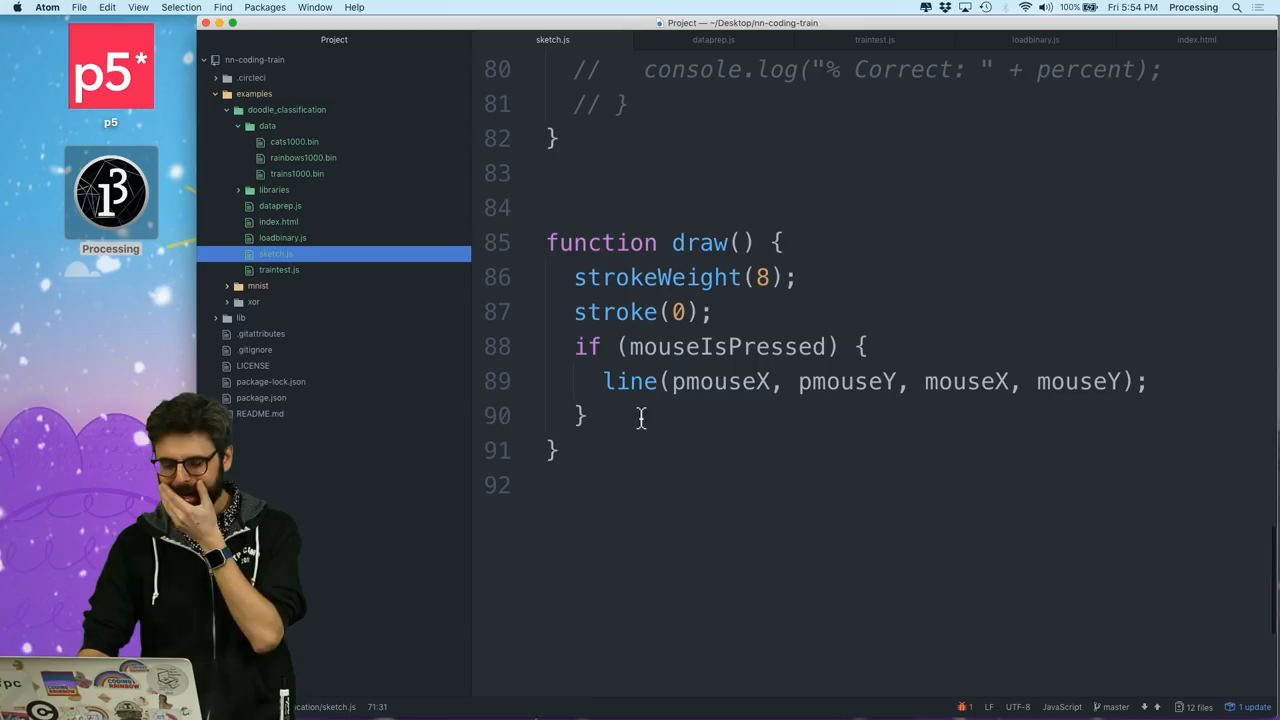 Atom File Edit View Selection Find Packages Window Help
100% Fri 5:54 PM Processing
Project — ~/Desktop/nn-coding-train
Project
sketch.js dataprep.js traintest.js loadbinary.js index.html
p5*
p5
Processing
nn-coding-train
.circleci
examples
doodle_classification
data
cats1000.bin
rainbows1000.bin
trains1000.bin
libraries
dataprep.js
index.html
loadbinary.js
sketch.js
traintest.js
mnist
xor
lib
.gitattributes
.gitignore
LICENSE
package-lock.json
package.json
README.md
80 // console.log("% Correct: " + percent);
81 // }
82 }
83
84
85 function draw() {
86 strokeWeight(8);
87 stroke(0);
88 if (mouseIsPressed) {
89 line(pmouseX, pmouseY, mouseX, mouseY);
90 }
91 }
92
ication/sketch.js 71:31
1 LF UTF-8 JavaScript master 12 files 1 update